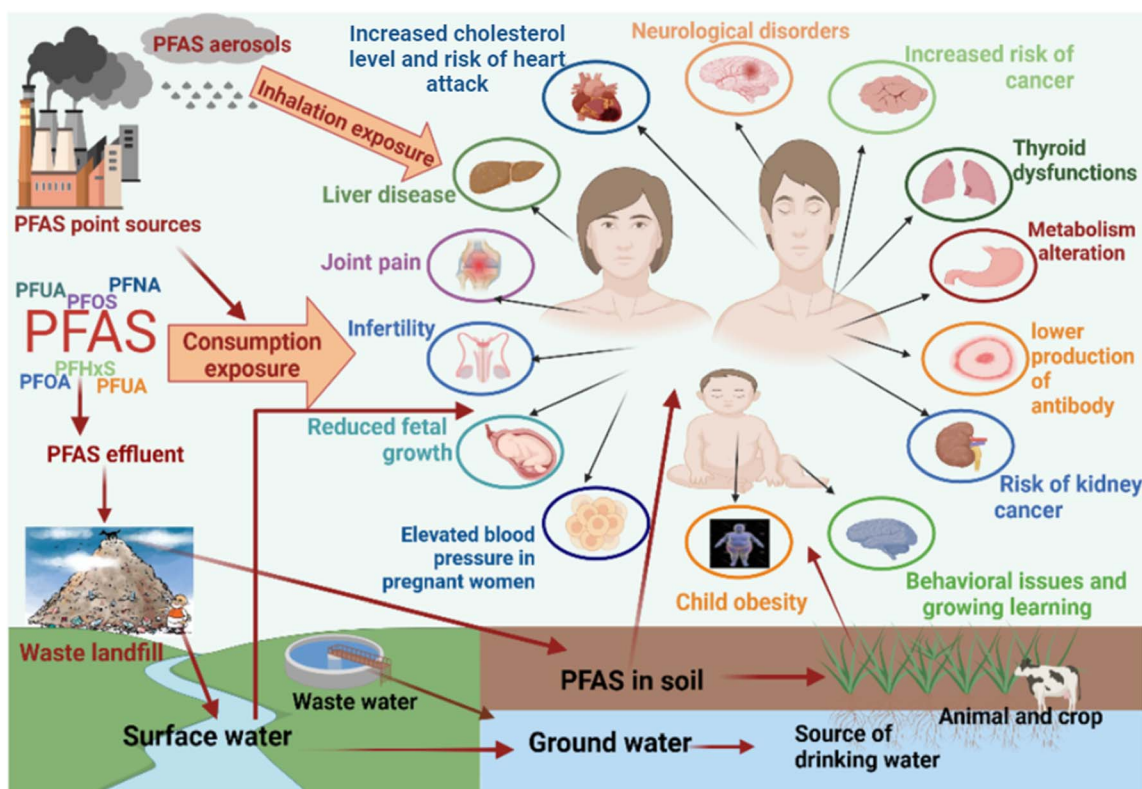 PFAS aerosols
Inhalation exposure
PFAS point sources
Increased cholesterol
level and risk of heart
attack
Neurological disorders
Increased risk of
cancer
Liver disease
Thyroid
dysfunctions
Joint pain
Metabolism
alteration
PFUA
PFOS
PFNA
PFAS
PFHxS
PFOA
PFUA
Consumption
exposure
Infertility
lower
production
of
antibody
PFAS effluent
Reduced fetal
growth
Risk of kidney
cancer
Elevated blood
pressure in
pregnant women
Child obesity
Behavioral issues and
growing learning
Waste landfill
Waste water
PFAS in soil
Animal and crop
Surface water
Ground water
Source of
drinking water